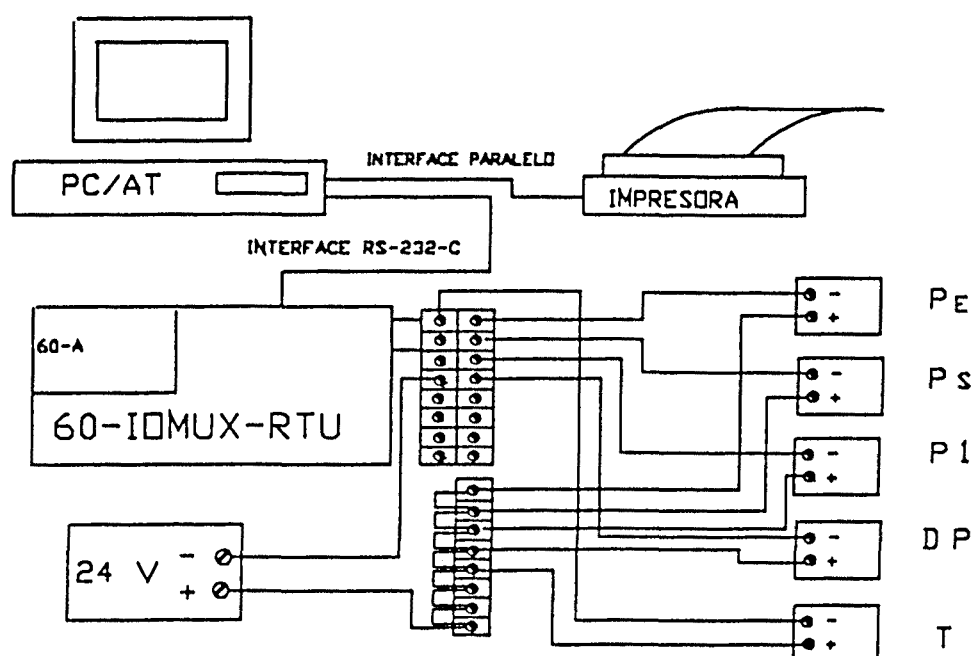 INTERFACE PARALELO
PC/AT
IMPRESORA
INTERFACE RS-232-C
- PE
+
60-A
- PS
+
60-IOMUX-RTU
- P1
+
- DP
+
24 V
-
+
- T
+